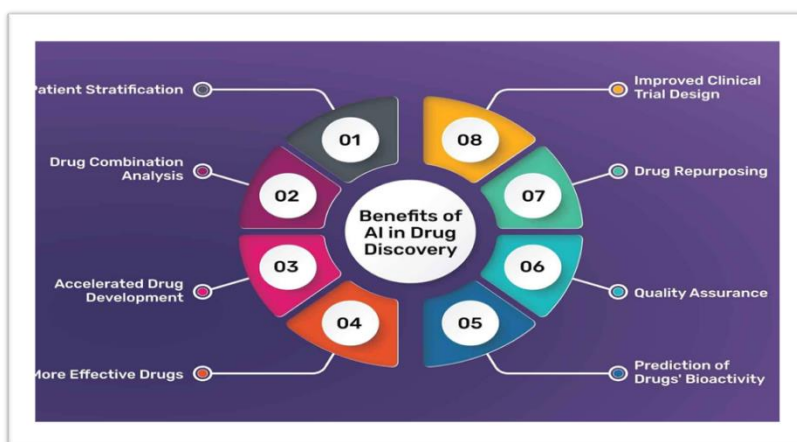 atient Stratification
01
Drug Combination
Analysis
02
Accelerated Drug
Development
03
More Effective Drugs
04
Benefits of
AI in Drug
Discovery
08
Improved Clinical
Trial Design
07
Drug Repurposing
06
Quality Assurance
05
Prediction of
Drugs' Bioactivity